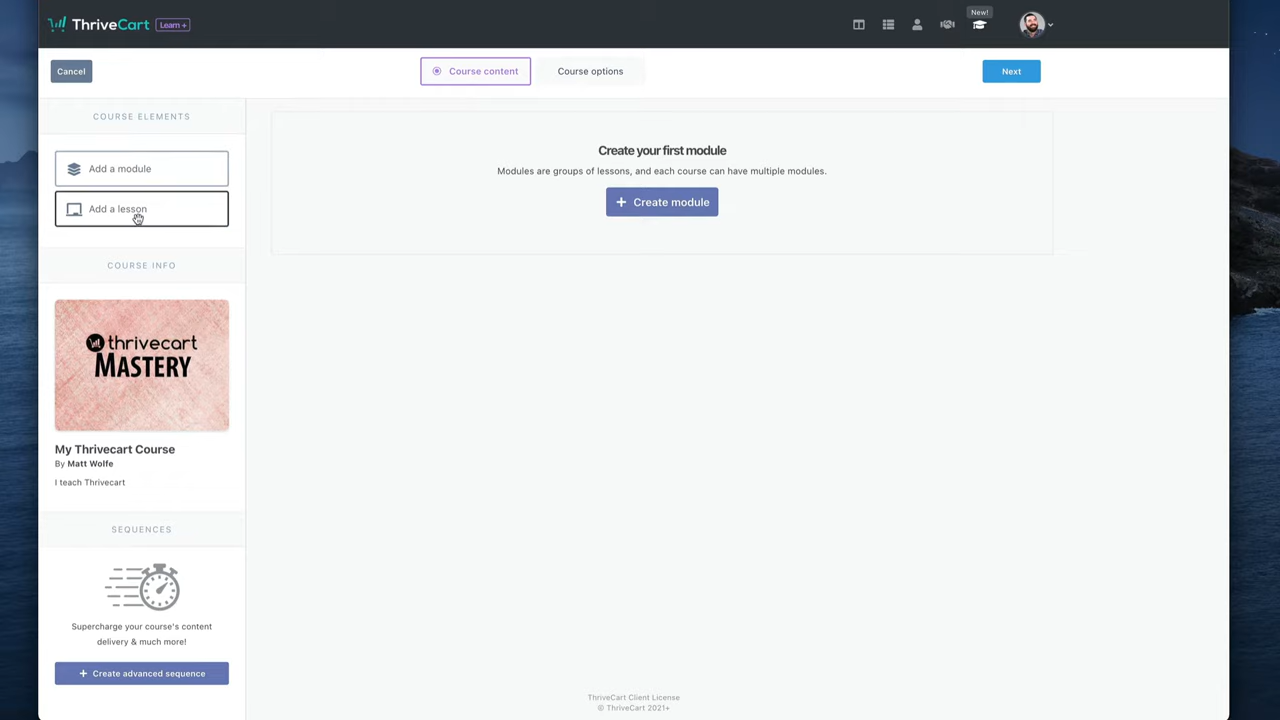 ThriveCart Learn +
New!
Cancel
Course content
Course options
Next
COURSE ELEMENTS
Add a module
Add a lesson
Create your first module
Modules are groups of lessons, and each course can have multiple modules.
+ Create module
COURSE INFO
thrivecart
MASTERY
My Thrivecart Course
By Matt Wolfe
I teach Thrivecart
SEQUENCES
Supercharge your course's content
delivery & much more!
+ Create advanced sequence
ThriveCart Client License
© ThriveCart 2021+